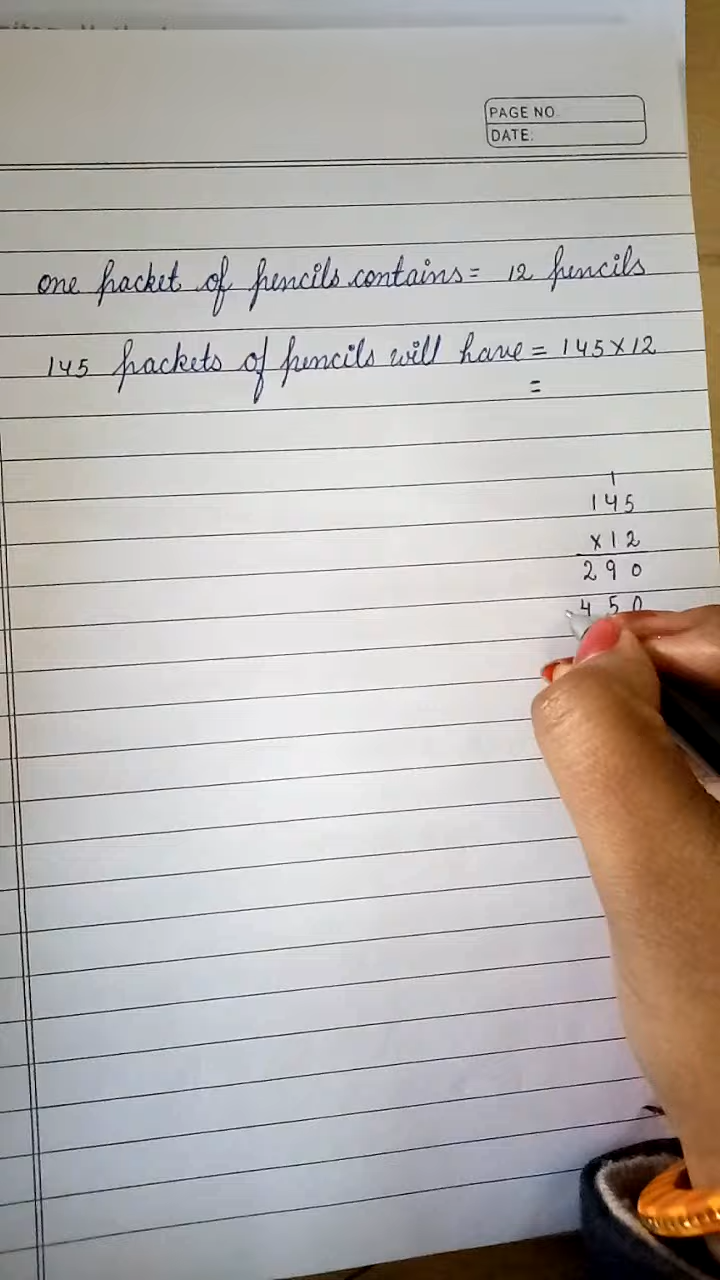 PAGE NO
DATE:
one packet of pencils contains = 12 pencils
145 packets of pencils will have = 145×12
=
1
145
×12
290
450